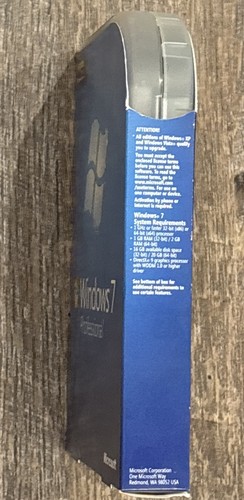 ATTENTION!
All editions of Windows® XP
and Windows Vista® qualify
you to upgrade.
You must accept the
enclosed license terms
before you can use this
software. To read the
license terms, go to
www.microsoft.com
/useterms. For use on
one computer or device.
Activation by phone or
Internet is required.
Windows® 7
System Requirements
• 1 GHz or faster 32-bit (x86) or
64-bit (x64) processor
• 1 GB RAM (32-bit) / 2 GB
RAM (64-bit)
• 16 GB available disk space
(32-bit) / 20 GB (64-bit)
• DirectX® 9 graphics processor
with WDDM 1.0 or higher
driver
See bottom of box for
additional requirements to
use certain features.
Windows 7
Professional
Microsoft
Microsoft Corporation
One Microsoft Way
Redmond, WA 98052 USA